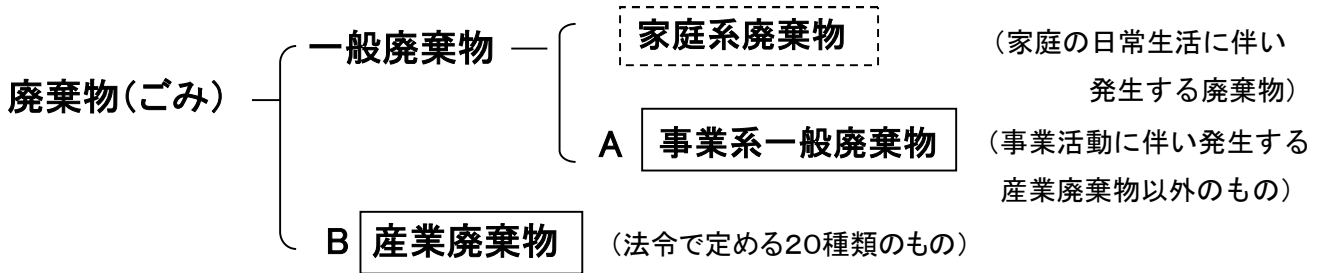 一般廃棄物
家庭系廃棄物
(家庭の日常生活に伴い
発生する廃棄物)
廃棄物(ごみ)
A 事業系一般廃棄物
(事業活動に伴い発生する
産業廃棄物以外のもの)
B 産業廃棄物
(法令で定める20種類のもの)